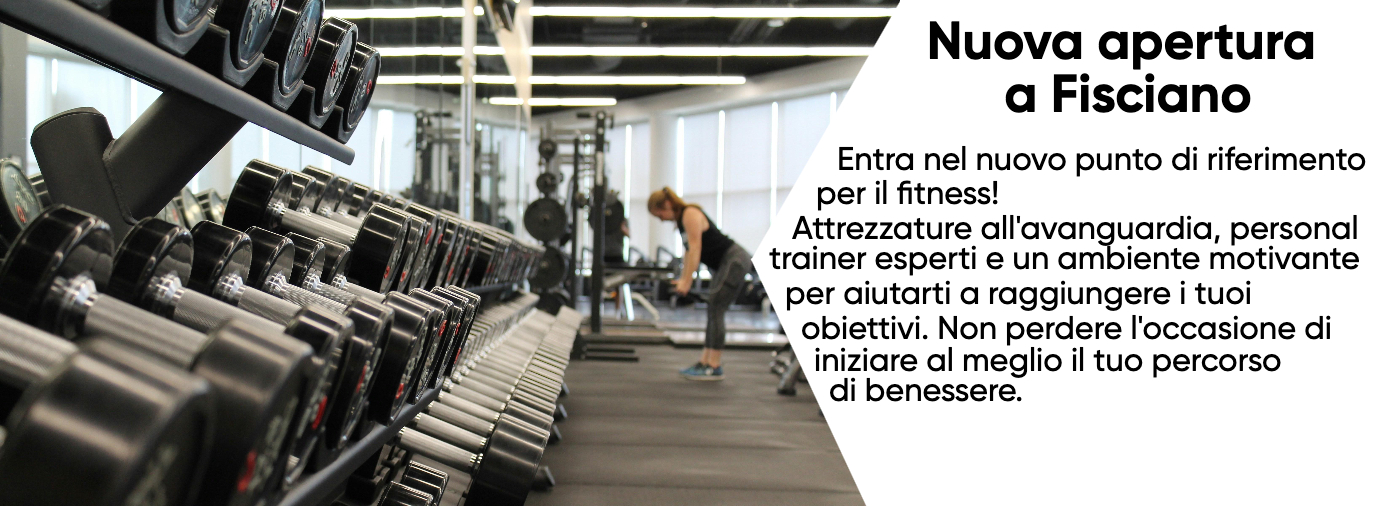 Nuova apertura
a Fisciano
Entra nel nuovo punto di riferimento
per il fitness!
Attrezzature all'avanguardia, personal
trainer esperti e un ambiente motivante
per aiutarti a raggiungere i tuoi
obiettivi. Non perdere l'occasione di
iniziare al meglio il tuo percorso
di benessere.